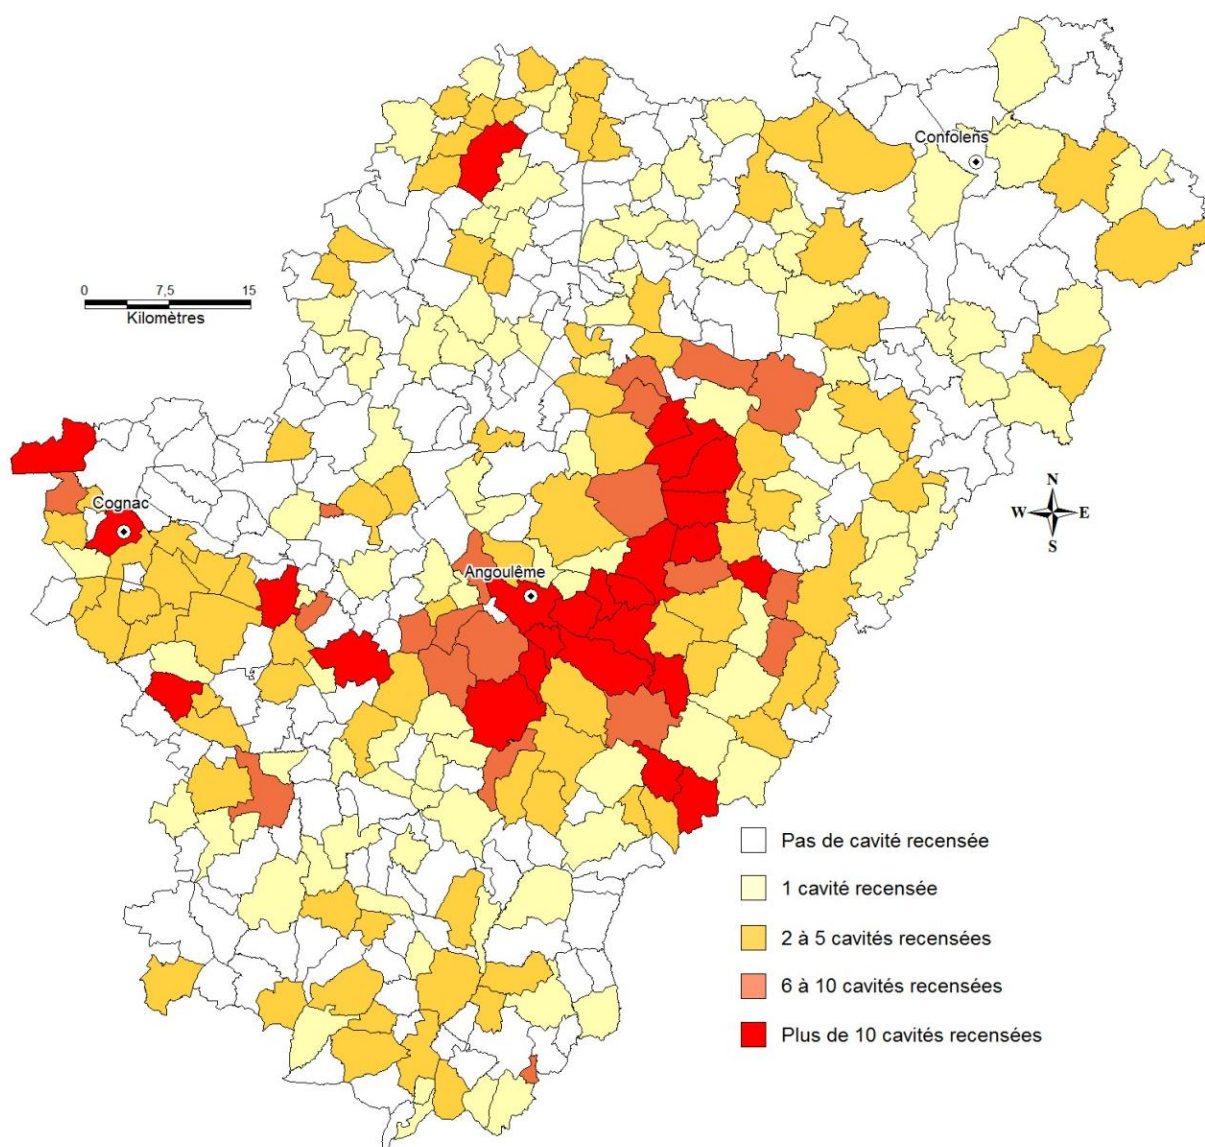 Confolens
0 7,5 15
Kilomètres
Cognac
N
W E
S
Angoulême
Pas de cavité recensée
1 cavité recensée
2 à 5 cavités recensées
6 à 10 cavités recensées
Plus de 10 cavités recensées